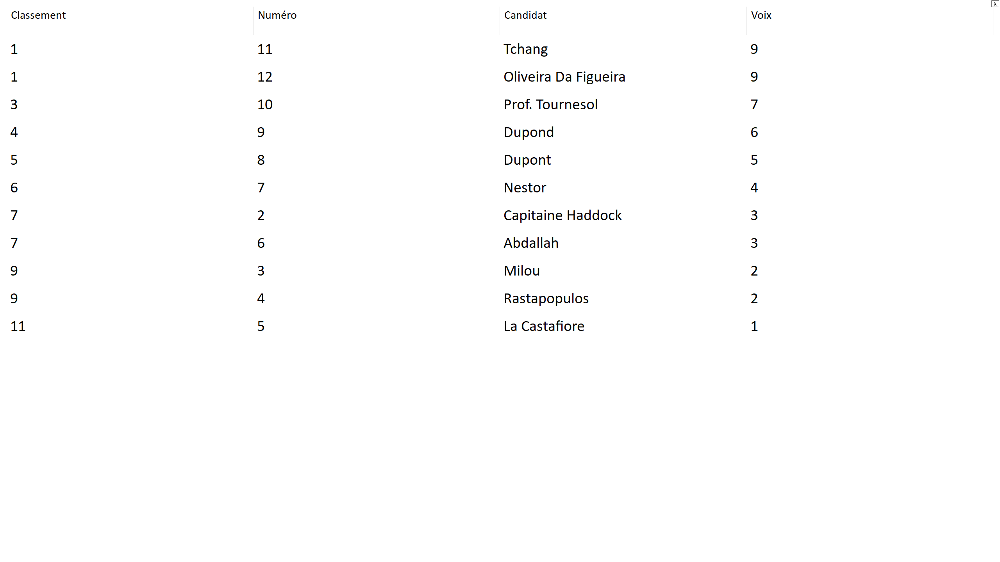 X
Classement Numéro Candidat Voix
1 11 Tchang 9
1 12 Oliveira Da Figueira 9
3 10 Prof. Tournesol 7
4 9 Dupond 6
5 8 Dupont 5
6 7 Nestor 4
7 2 Capitaine Haddock 3
7 6 Abdallah 3
9 3 Milou 2
9 4 Rastapopulos 2
11 5 La Castafiore 1